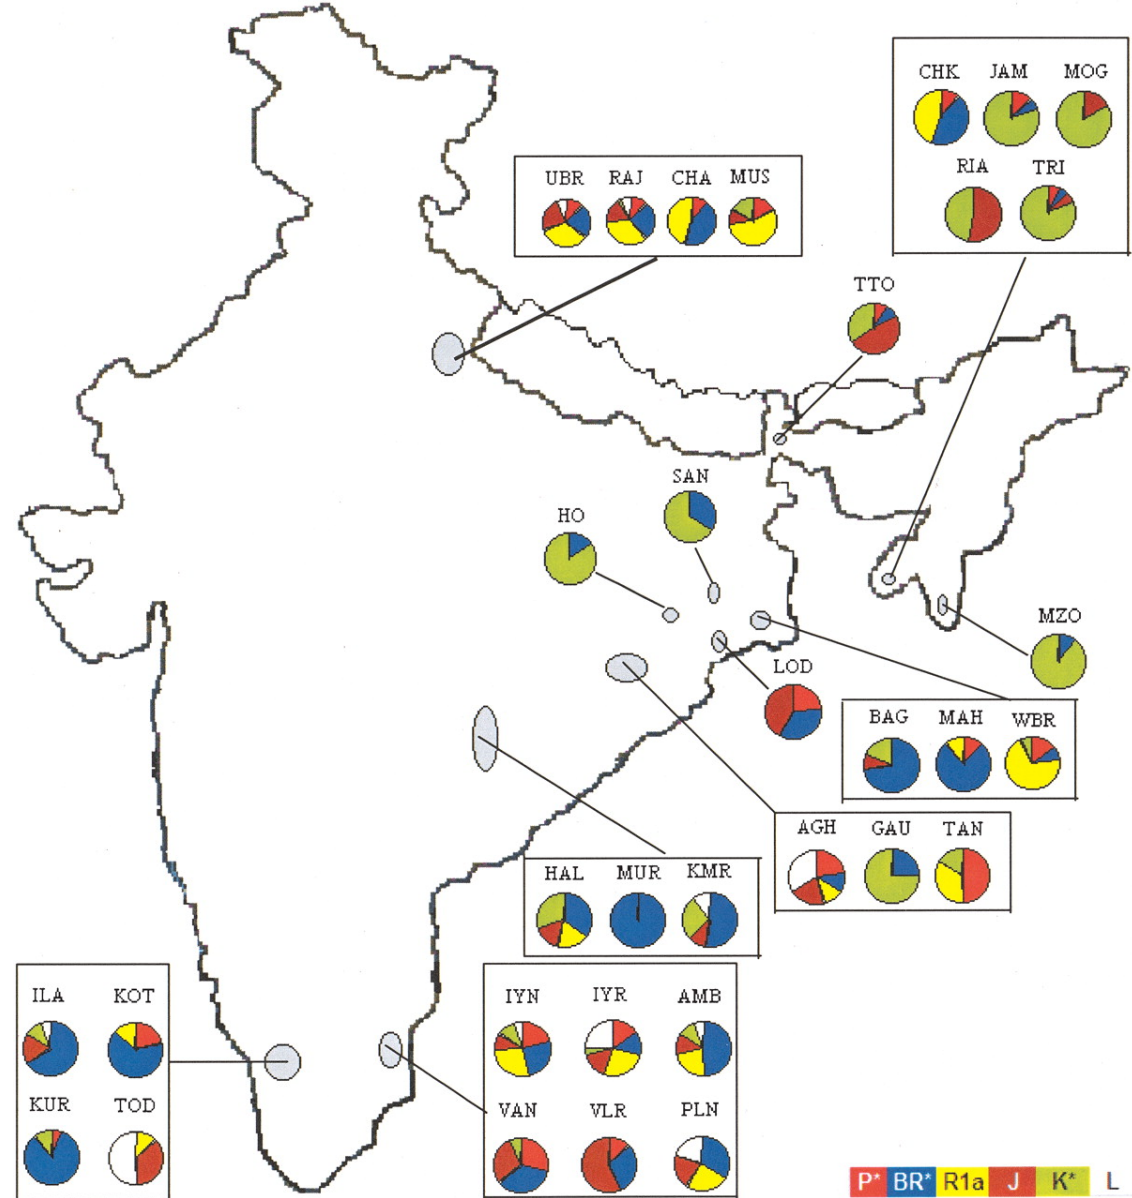 CHK JAM MOG
RIA TRI
UBR RAJ CHA MUS
TTO
SAN
HO
MZO
LOD
BAG MAH WBR
AGH GAU TAN
HAL MUR KMR
ILA KOT
KUR TOD
IYN IYR AMB
VAN VLR PLN
P* BR* R1a J K* L